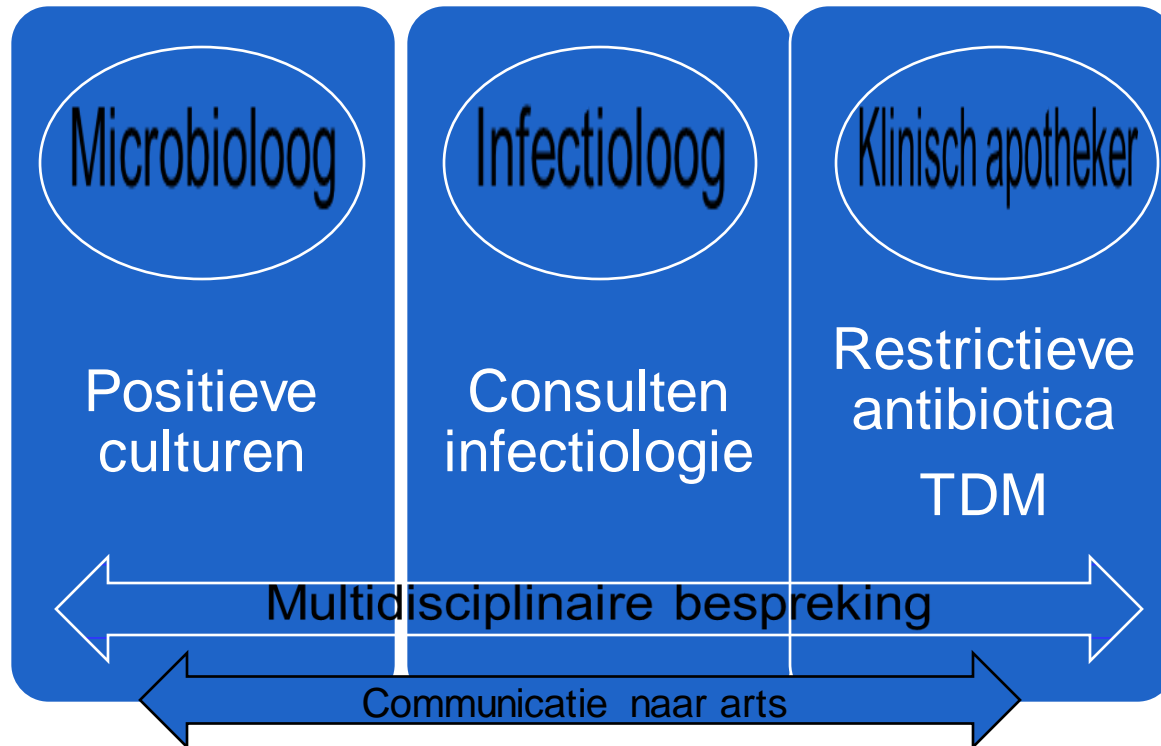 Microbioloog
Positieve
culturen
Infectioloog
Consulten
infectiologie
Klinisch apotheker
Restrictieve
antibiotica
TDM
Multidisciplinaire bespreking
Communicatie naar arts